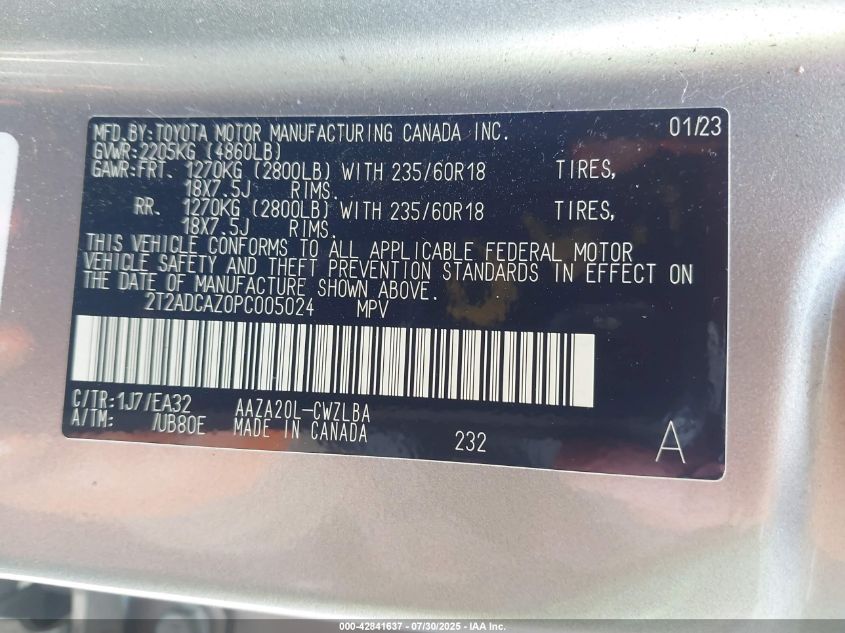 MFD.BY:TOYOTA MOTOR MANUFACTURING CANADA INC. 01/23
GVWR:2205KG (4860LB)
GAWR:FRT. 1270KG (2800LB) WITH 235/60R18 TIRES,
18X7.5J RIMS.
RR. 1270KG (2800LB) WITH 235/60R18 TIRES,
18X7.5J RIMS.
THIS VEHICLE CONFORMS TO ALL APPLICABLE FEDERAL MOTOR
VEHICLE SAFETY AND THEFT PREVENTION STANDARDS IN EFFECT ON
THE DATE OF MANUFACTURE SHOWN ABOVE.
2T2ADCAZ0PC005024 MPV
C/TR:1J7/EA32 AAZA20L-CWZLBA
A/TM: /UB80E MADE IN CANADA 232 A
000-42841637 - 07/30/2025 - IAA Inc.